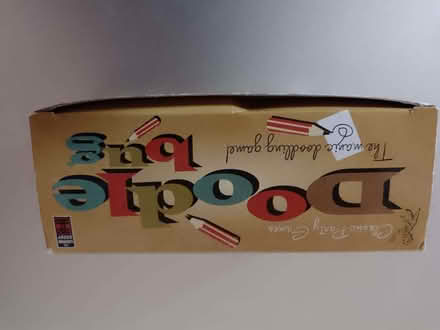 Classic Party Games
Doodle
bug
The manic doodling game!